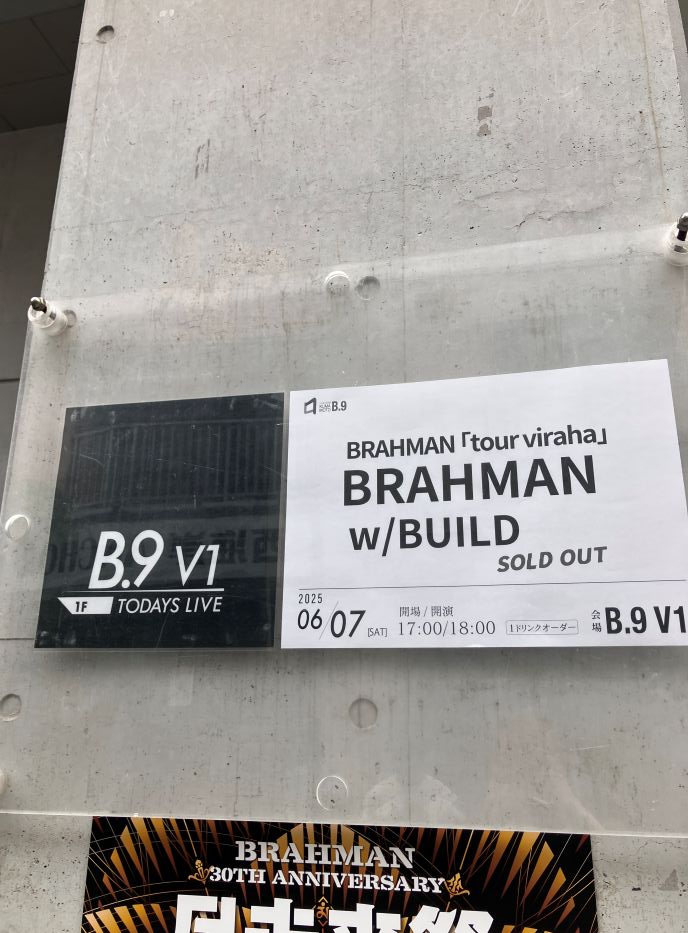 B.9 V1
1F TODAYS LIVE
B.9
BRAHMAN「tour viraha」
BRAHMAN
w/BUILD
SOLD OUT
2025
06/07 [SAT]
開場/開演
17:00/18:00
1ドリンクオーダー
会場
B.9 V1
BRAHMAN
30TH ANNIVERSARY